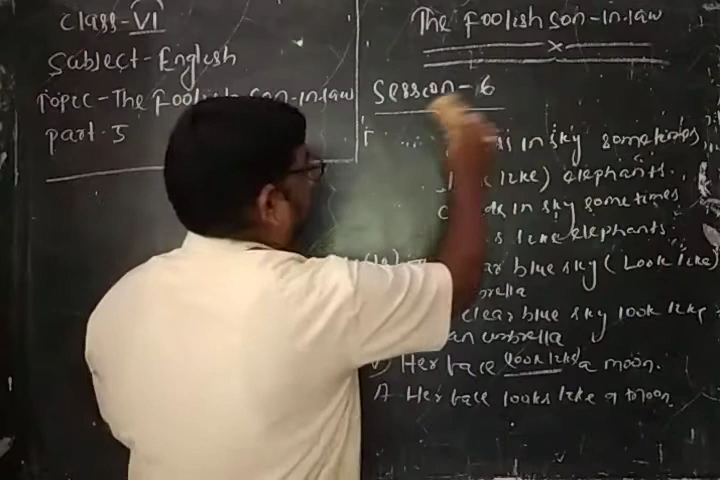 Class-VI
Subject-English
Topic-The Foolish Son-in-law
part-5
The Foolish Son-in-law
Session-6
in sky sometimes
like) elephants.
in sky sometimes
like elephants.
blue sky (Look like)
clear blue sky look like
an umbrella
Her face look like a moon.
A Her face looks like a moon.